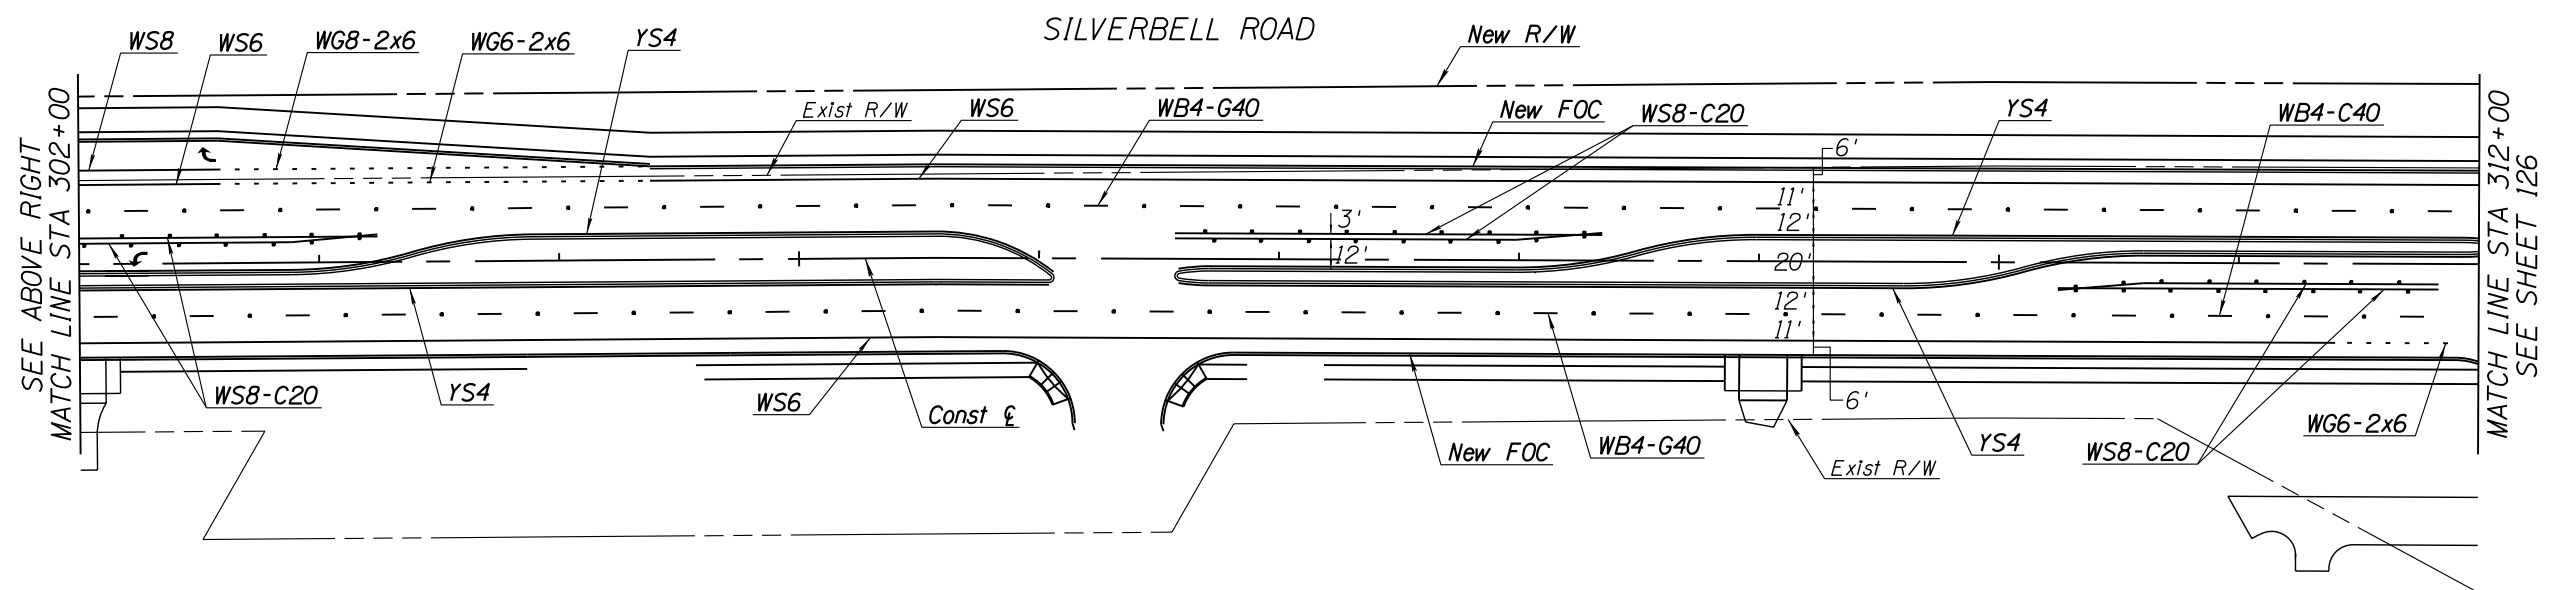 SILVERBELL ROAD
WS8
WS6
WG8-2x6
WG6-2x6
YS4
New R/W
Exist R/W
WS6
WB4-G40
New FOC
WS8-C20
YS4
WB4-C40
SEE ABOVE RIGHT
MATCH LINE STA 302+00
MATCH LINE STA 312+00
SEE SHEET 126
6'
11'
12'
20'
12'
11'
6'
3'
12'
WS8-C20
YS4
WS6
Const ℄
New FOC
WB4-G40
Exist R/W
YS4
WS8-C20
WG6-2x6